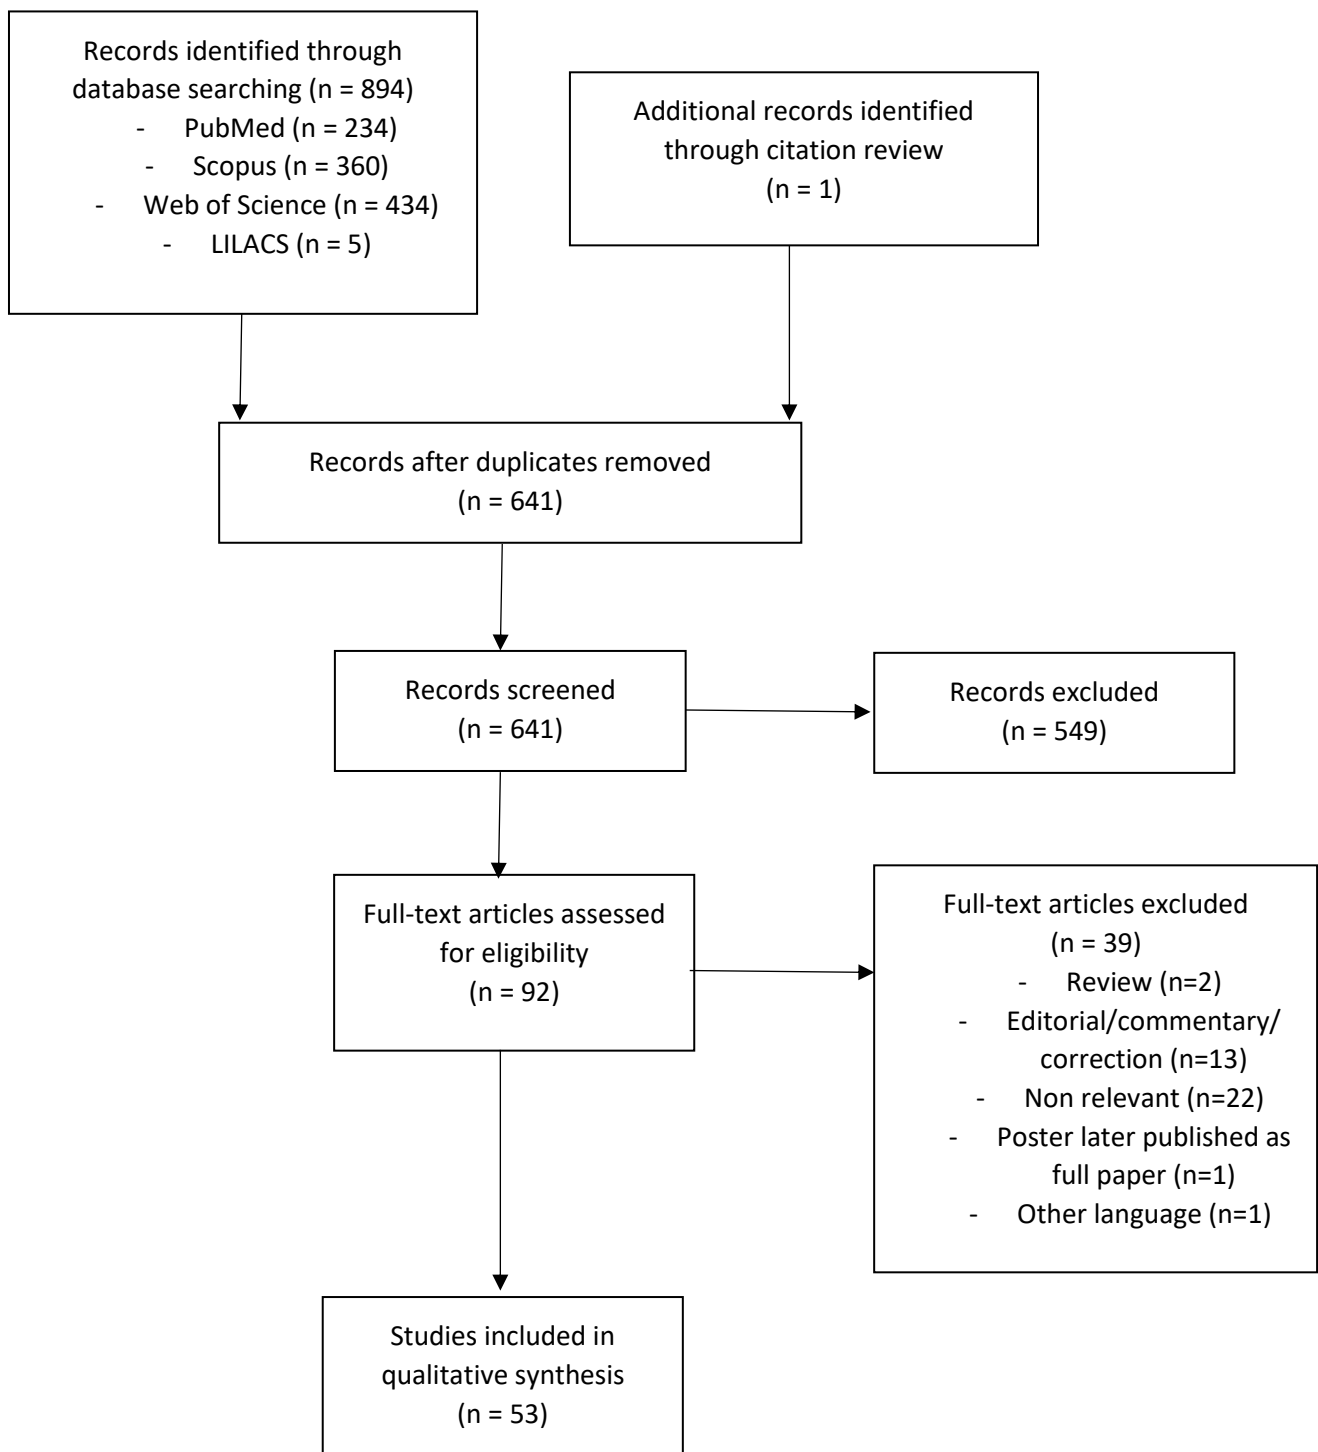 Records identified through
database searching (n = 894)
- PubMed (n = 234)
- Scopus (n = 360)
- Web of Science (n = 434)
- LILACS (n = 5)
Additional records identified
through citation review
(n = 1)
Records after duplicates removed
(n = 641)
Records screened
(n = 641)
Records excluded
(n = 549)
Full-text articles assessed
for eligibility
(n = 92)
Full-text articles excluded
(n = 39)
- Review (n=2)
- Editorial/commentary/
correction (n=13)
- Non relevant (n=22)
- Poster later published as
full paper (n=1)
- Other language (n=1)
Studies included in
qualitative synthesis
(n = 53)